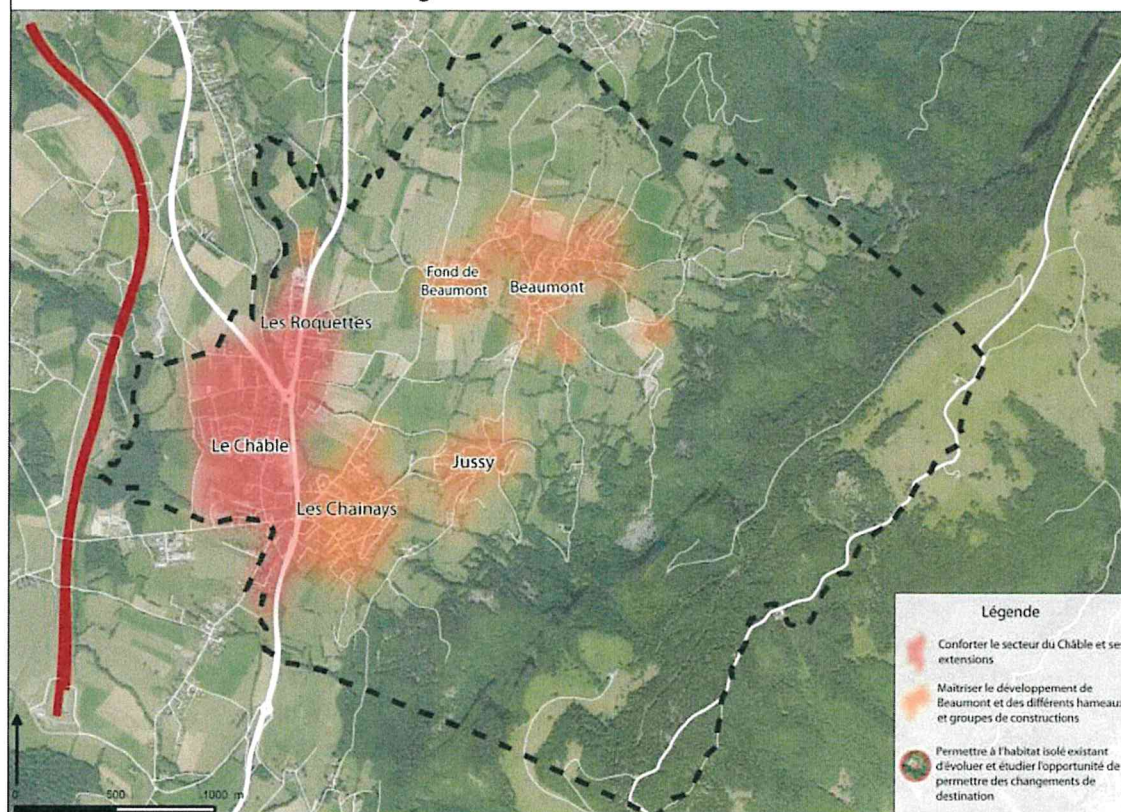 Les Roquettes
Fond de
Beaumont
Beaumont
Le Châble
Jussy
Les Chainays
Légende
Conforter le secteur du Châble et ses
extensions
Maîtriser le développement de
Beaumont et des différents hameaux
et groupes de constructions
Permettre à l'habitat isolé existant
d'évoluer et étudier l'opportunité de
permettre des changements de
destination
0 500 1000 m